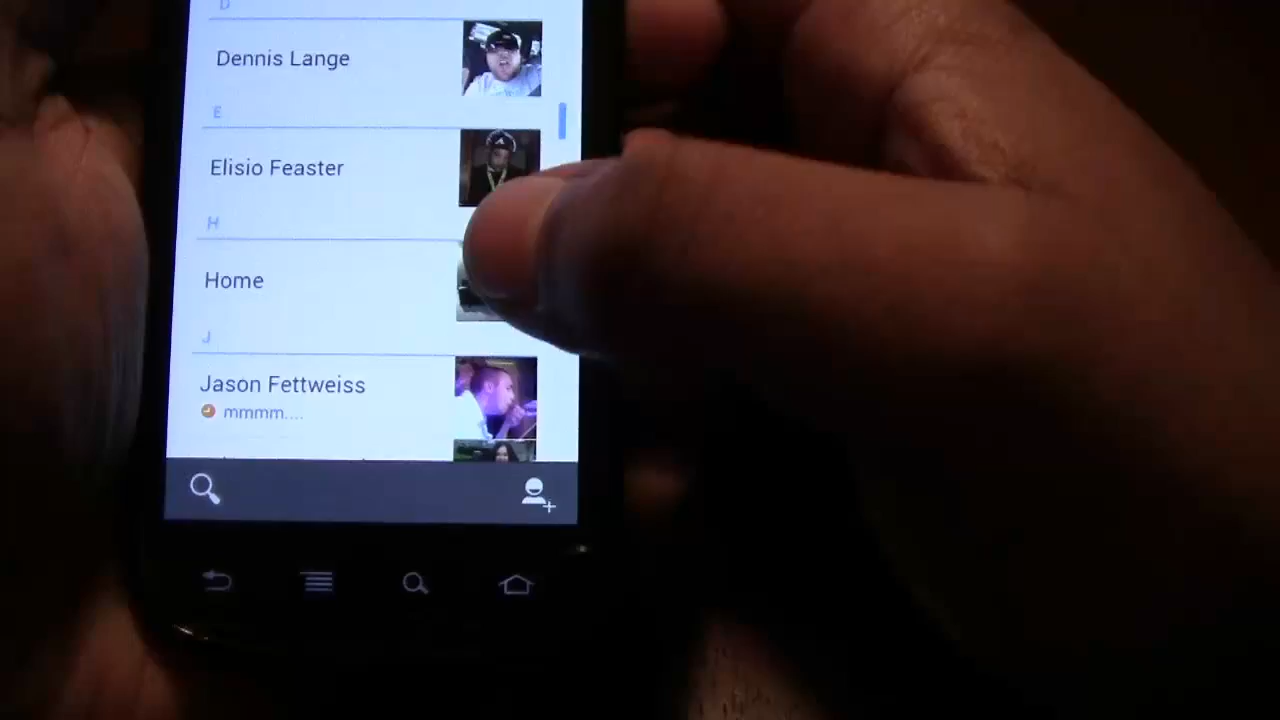 D
Dennis Lange
E
Elisio Feaster
H
Home
J
Jason Fettweiss
mmmm....